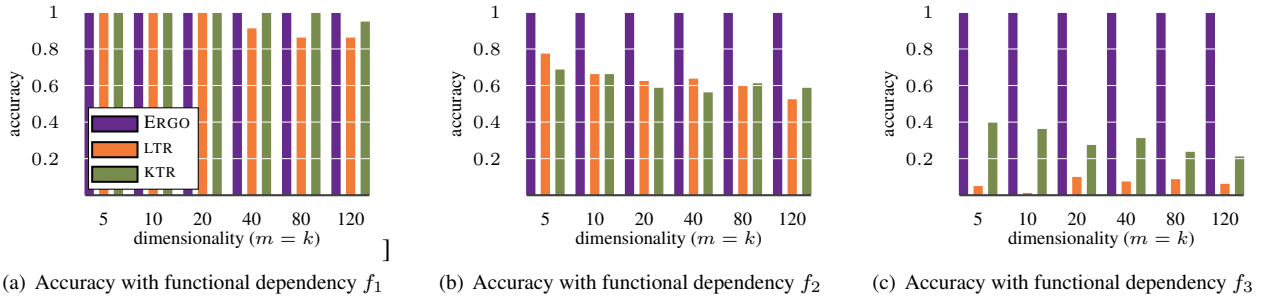 1
0.8
0.6
0.4
0.2
accuracy
ERGO
LTR
KTR
5 10 20 40 80 120
dimensionality (m = k)
]
(a) Accuracy with functional dependency f1
1
0.8
0.6
0.4
0.2
accuracy
5 10 20 40 80 120
dimensionality (m = k)
(b) Accuracy with functional dependency f2
1
0.8
0.6
0.4
0.2
accuracy
5 10 20 40 80 120
dimensionality (m = k)
(c) Accuracy with functional dependency f3